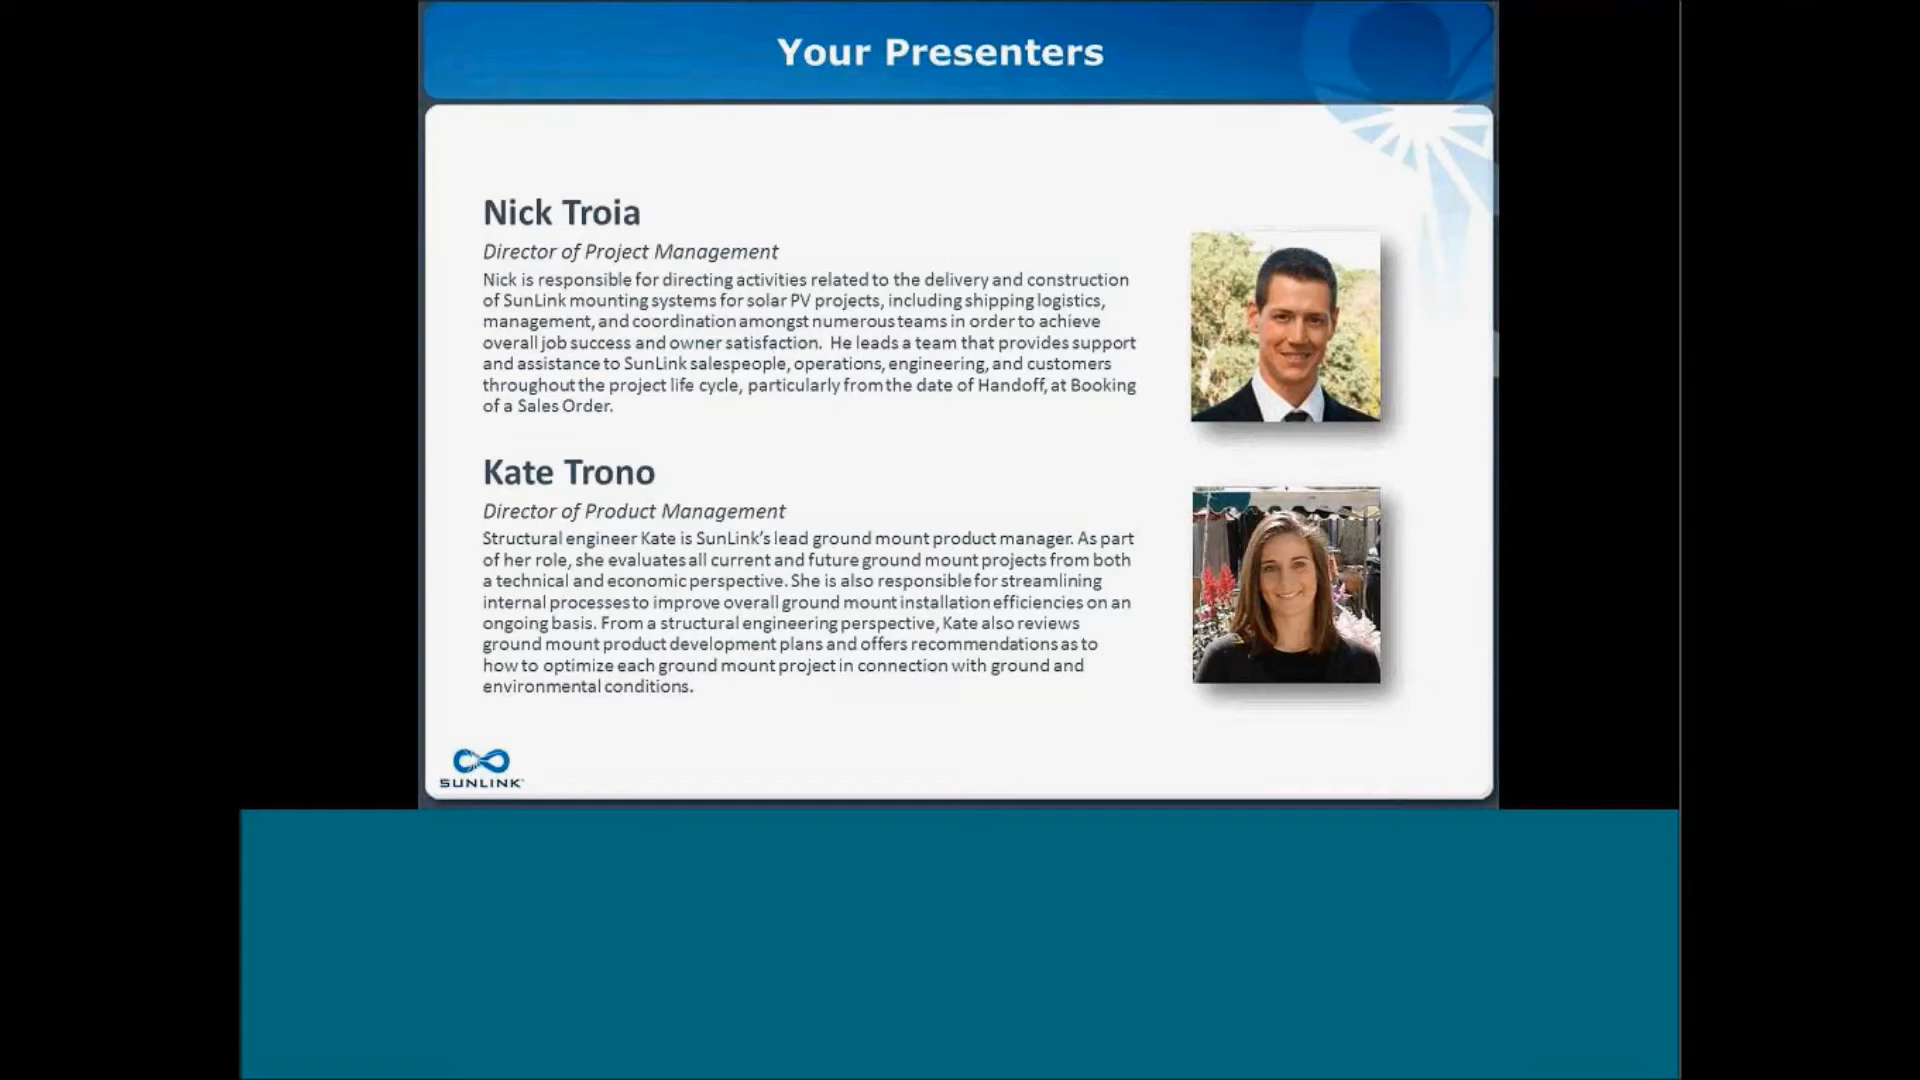 Your Presenters
Nick Troia
Director of Project Management
Nick is responsible for directing activities related to the delivery and construction
of SunLink mounting systems for solar PV projects, including shipping logistics,
management, and coordination amongst numerous teams in order to achieve
overall job success and owner satisfaction.  He leads a team that provides support
and assistance to SunLink salespeople, operations, engineering, and customers
throughout the project life cycle, particularly from the date of Handoff, at Booking
of a Sales Order.
Kate Trono
Director of Product Management
Structural engineer Kate is SunLink’s lead ground mount product manager. As part
of her role, she evaluates all current and future ground mount projects from both
a technical and economic perspective. She is also responsible for streamlining
internal processes to improve overall ground mount installation efficiencies on an
ongoing basis. From a structural engineering perspective, Kate also reviews
ground mount product development plans and offers recommendations as to
how to optimize each ground mount project in connection with ground and
environmental conditions.
SUNLINK